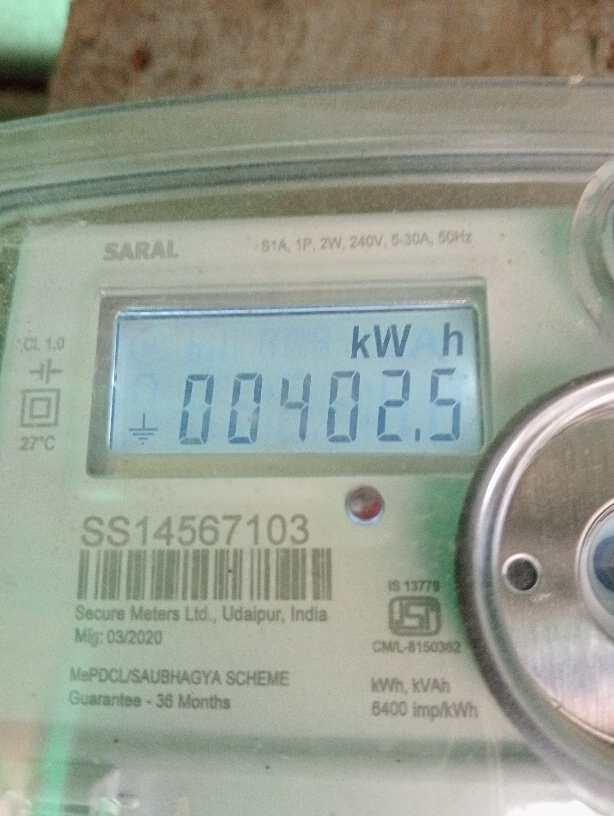 SARAL
S1A, 1P, 2W, 240V, 5-30A, 50Hz
CL 1.0
27°C
kW h
00402.5
SS14567103
Secure Meters Ltd., Udaipur, India
Mfg: 03/2020
MePDCL/SAUBHAGYA SCHEME
Guarantee - 36 Months
IS 13779
ISI
CM/L-8150362
kWh, kVAh
6400 imp/kWh